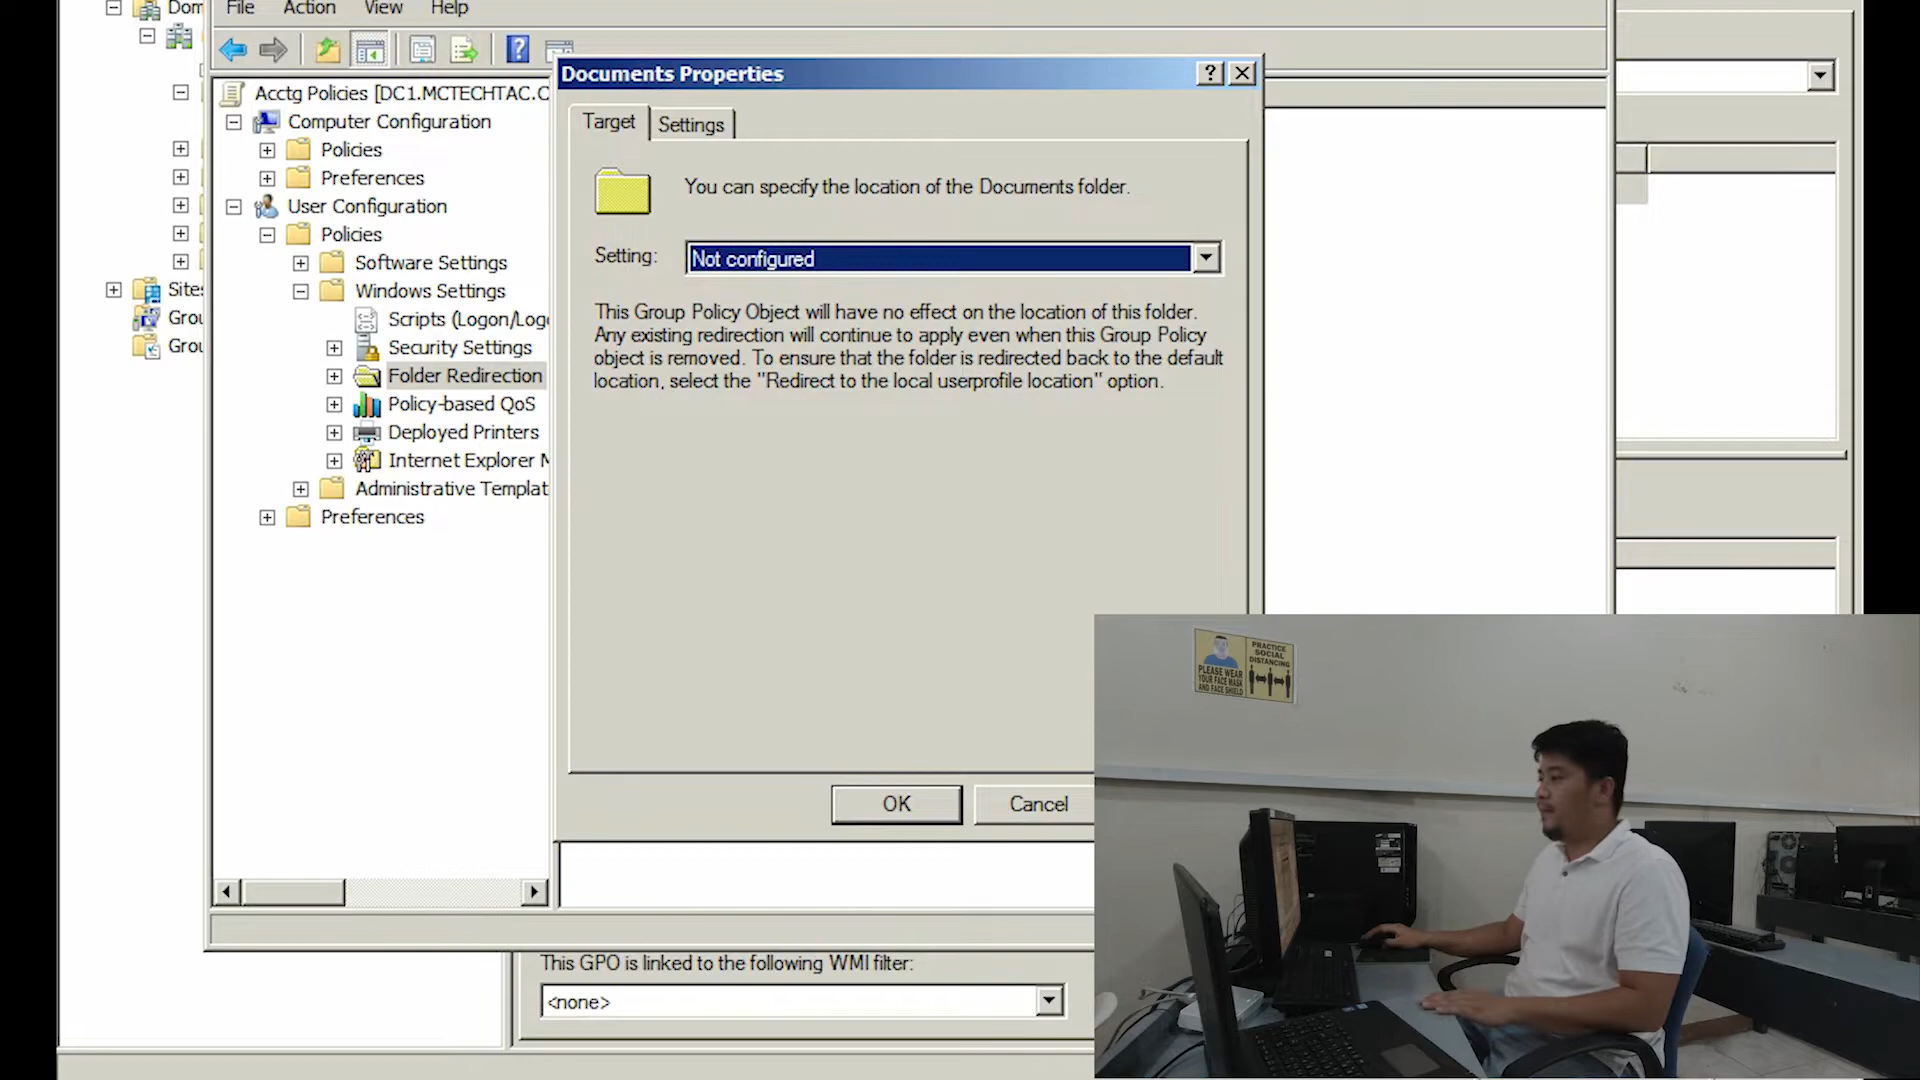 File Action View Help
Dom
Acctg Policies [DC1.MCTECHTAC.C
Computer Configuration
Policies
Preferences
User Configuration
Policies
Software Settings
Windows Settings
Scripts (Logon/Log
Security Settings
Folder Redirection
Policy-based QoS
Deployed Printers
Internet Explorer M
Administrative Templat
Preferences
Sites
Grou
Grou
Documents Properties
Target
Settings
You can specify the location of the Documents folder.
Setting:
Not configured
This Group Policy Object will have no effect on the location of this folder.
Any existing redirection will continue to apply even when this Group Policy
object is removed. To ensure that the folder is redirected back to the default
location, select the "Redirect to the local userprofile location" option.
OK
Cancel
This GPO is linked to the following WMI filter:
<none>
PLEASE WEAR
YOUR FACE MASK
AND FACE SHIELD
PRACTICE
SOCIAL
DISTANCING